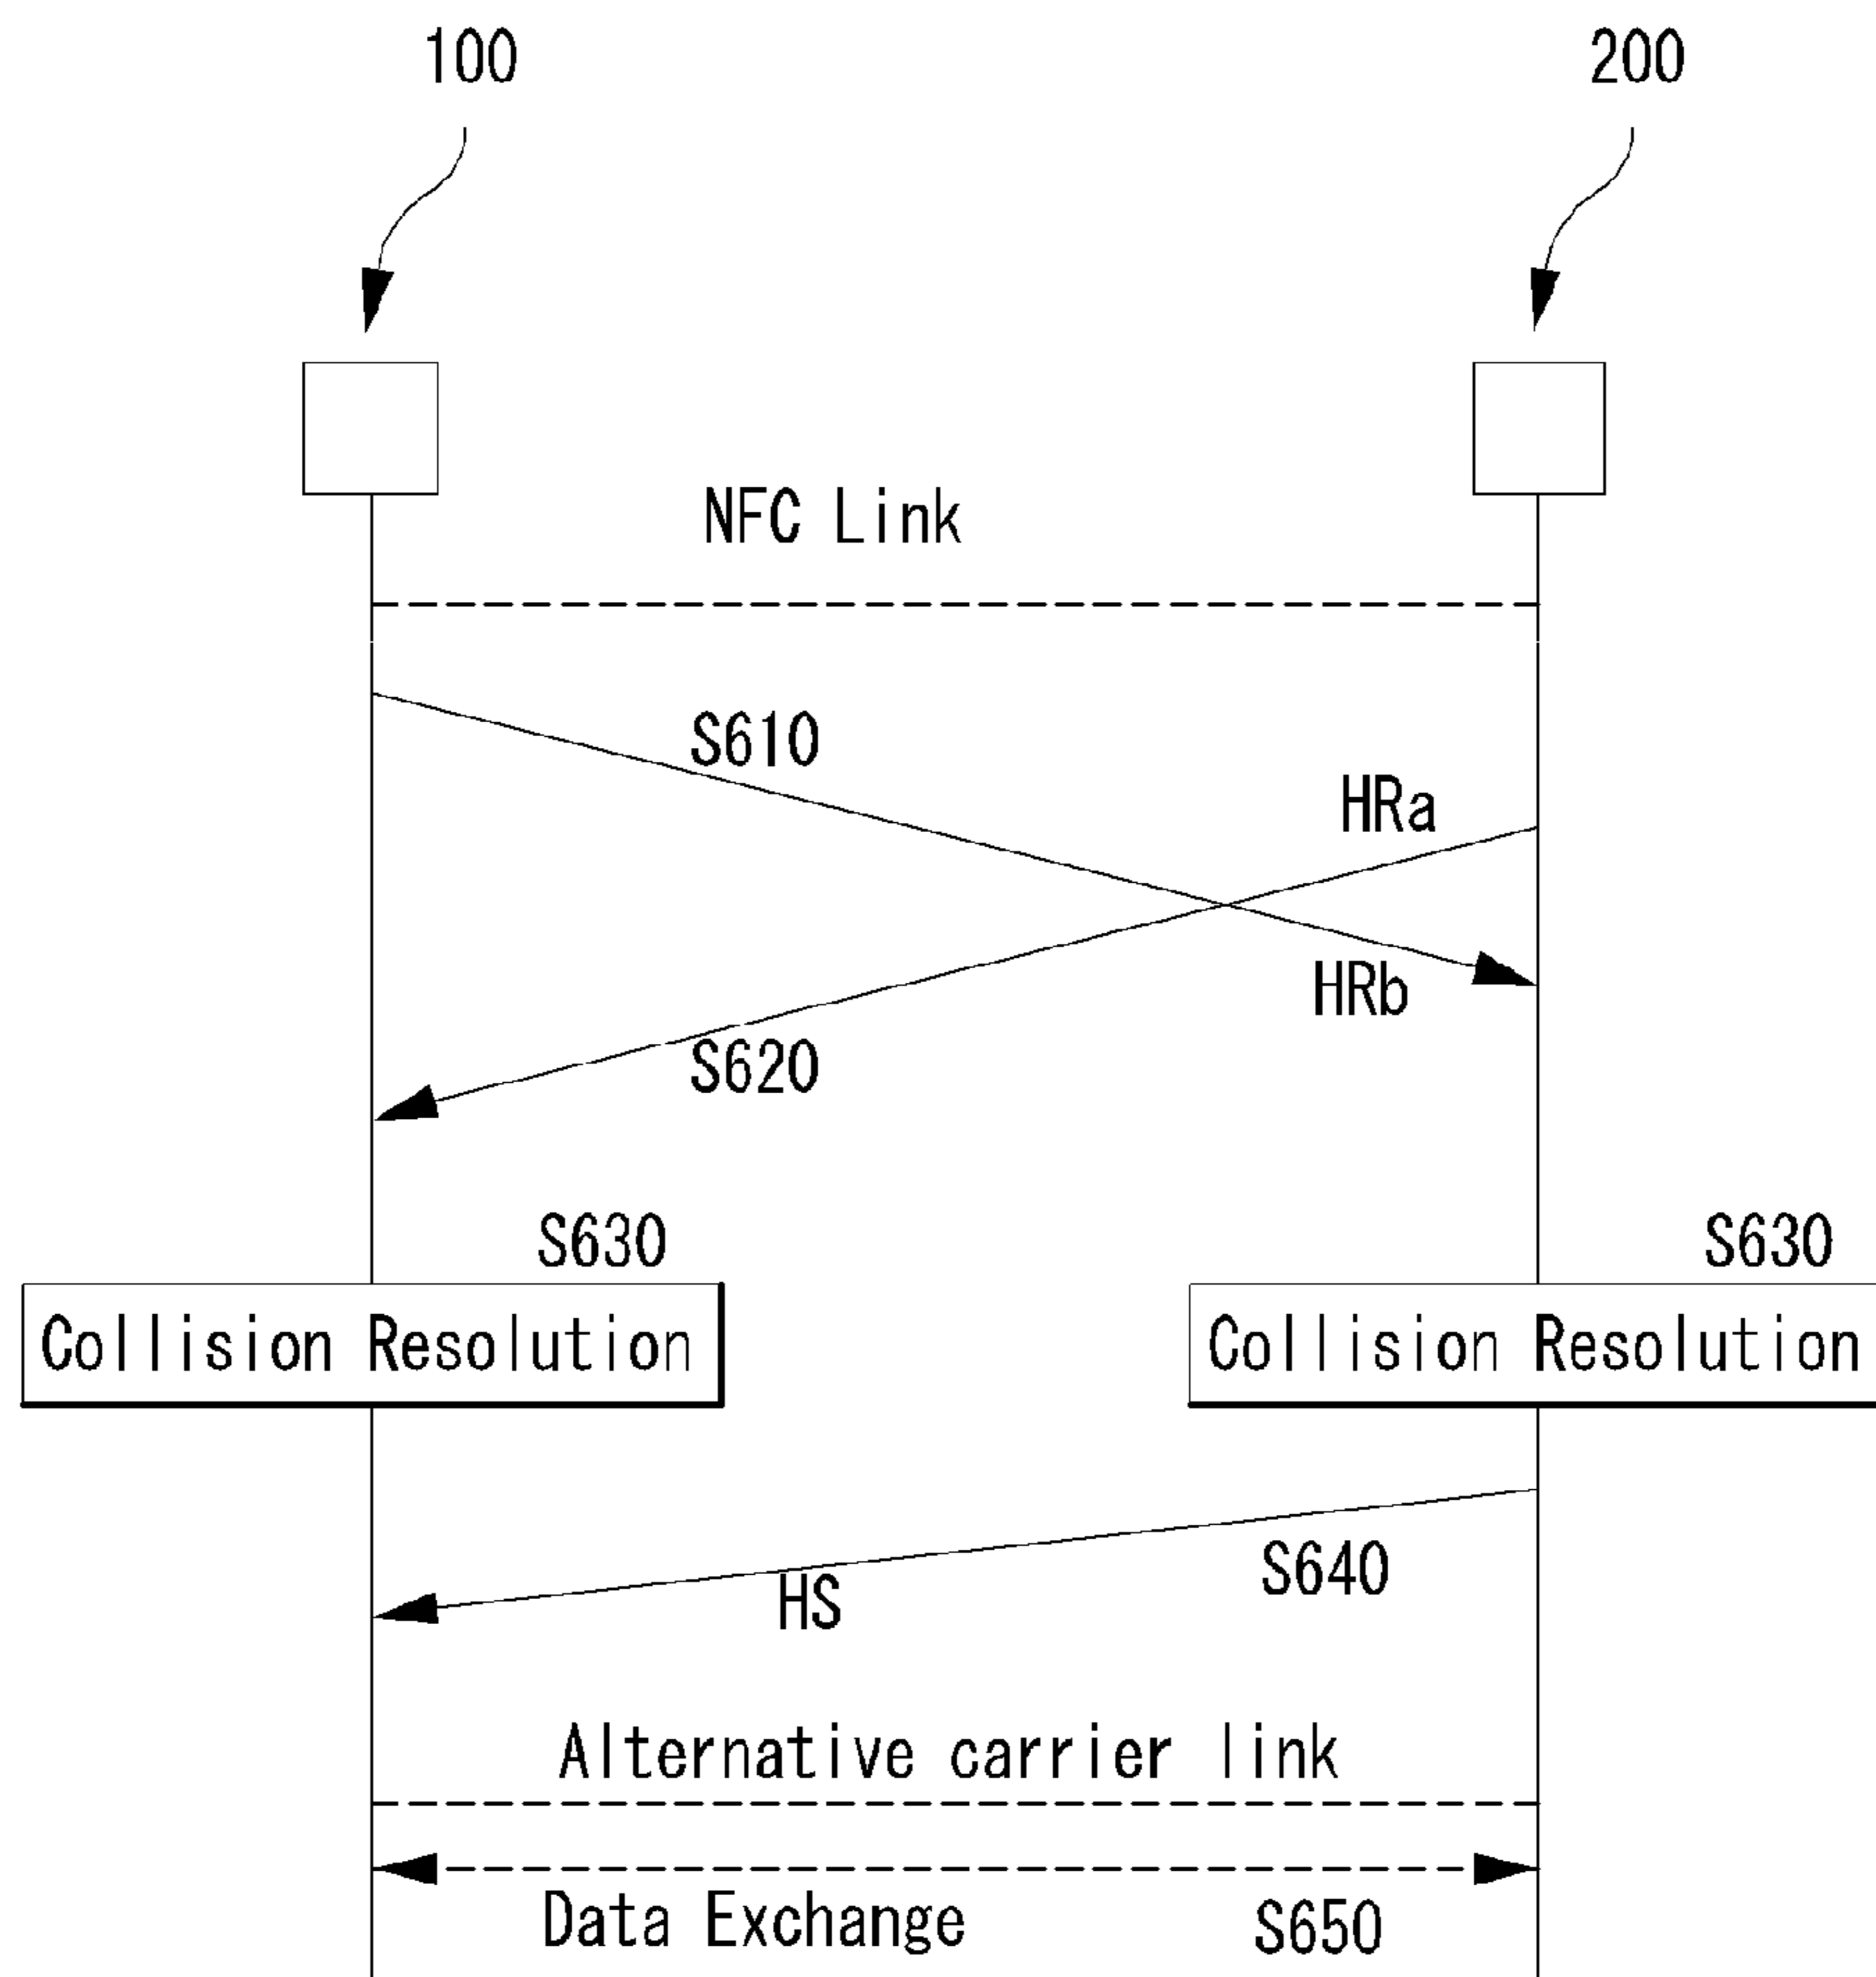 100
200
NFC Link
S610
HRa
HRb
S620
S630
S630
Collision Resolution
Collision Resolution
S640
HS
Alternative carrier link
Data Exchange
S650